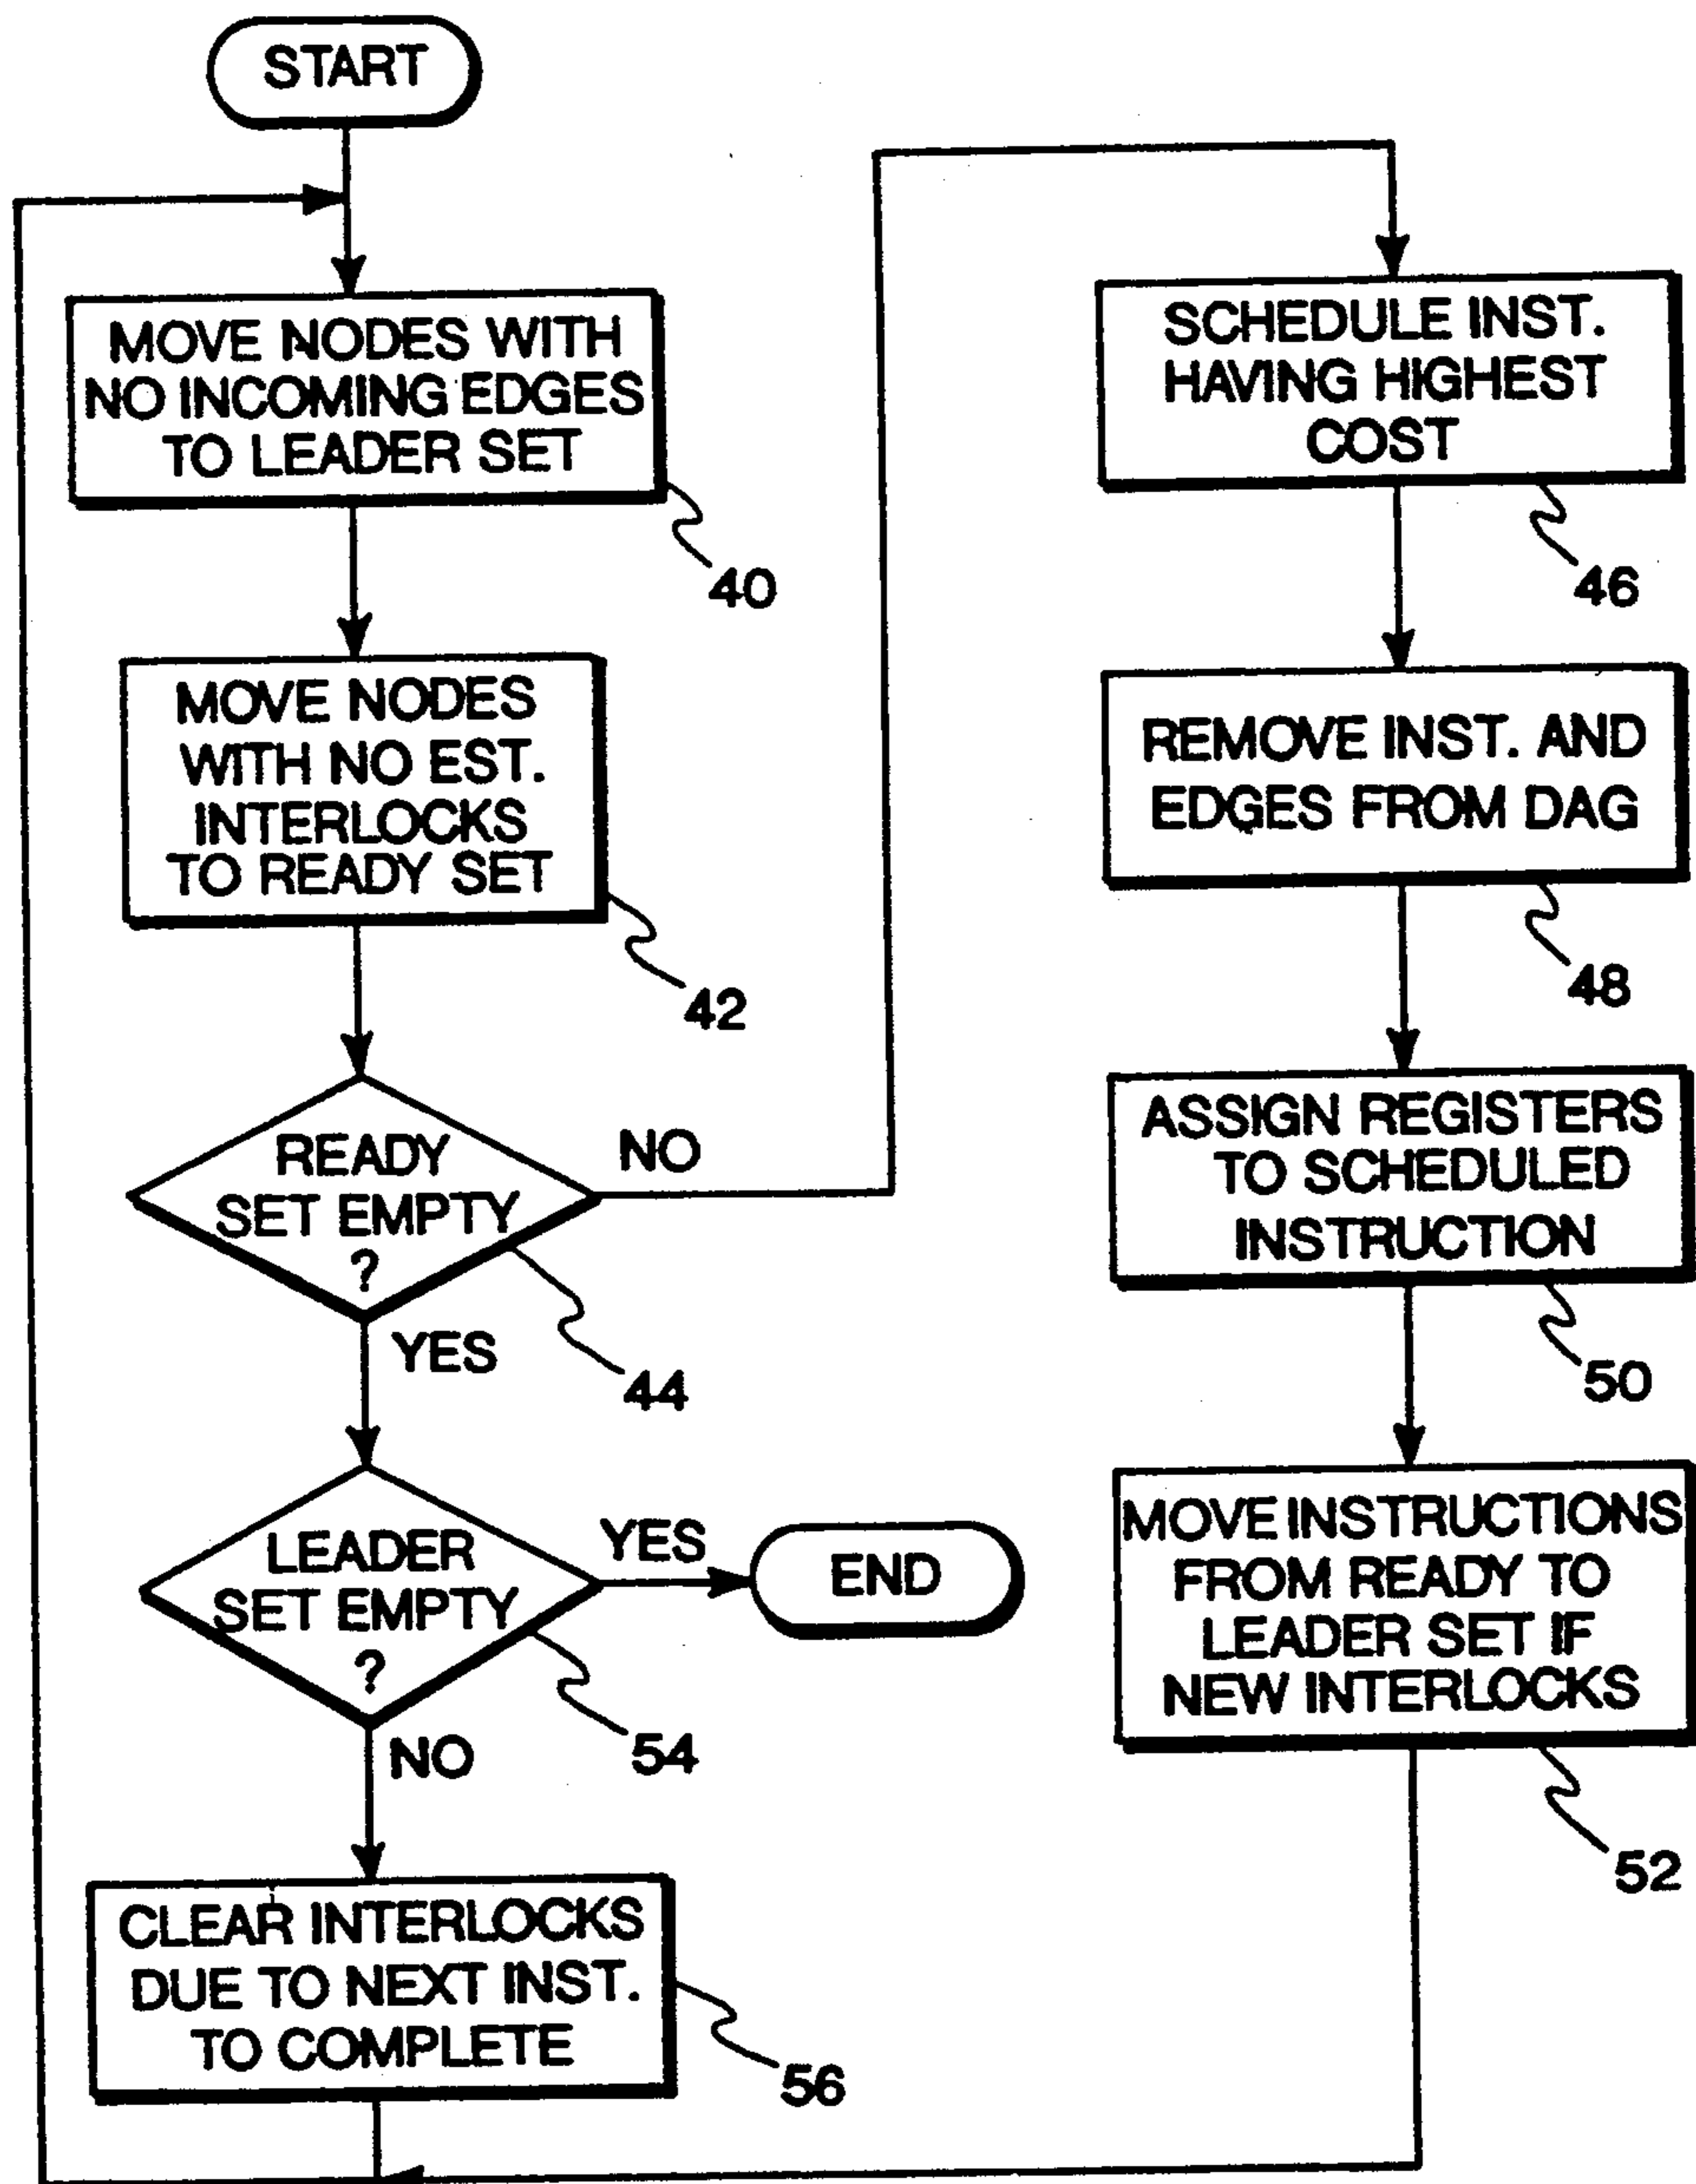 START
MOVE NODES WITH
NO INCOMING EDGES
TO LEADER SET
40
MOVE NODES
WITH NO EST.
INTERLOCKS
TO READY SET
42
READY
SET EMPTY
?
NO
YES
44
LEADER
SET EMPTY
?
YES
END
NO
54
CLEAR INTERLOCKS
DUE TO NEXT INST.
TO COMPLETE
56
SCHEDULE INST.
HAVING HIGHEST
COST
46
REMOVE INST. AND
EDGES FROM DAG
48
ASSIGN REGISTERS
TO SCHEDULED
INSTRUCTION
50
MOVE INSTRUCTIONS
FROM READY TO
LEADER SET IF
NEW INTERLOCKS
52